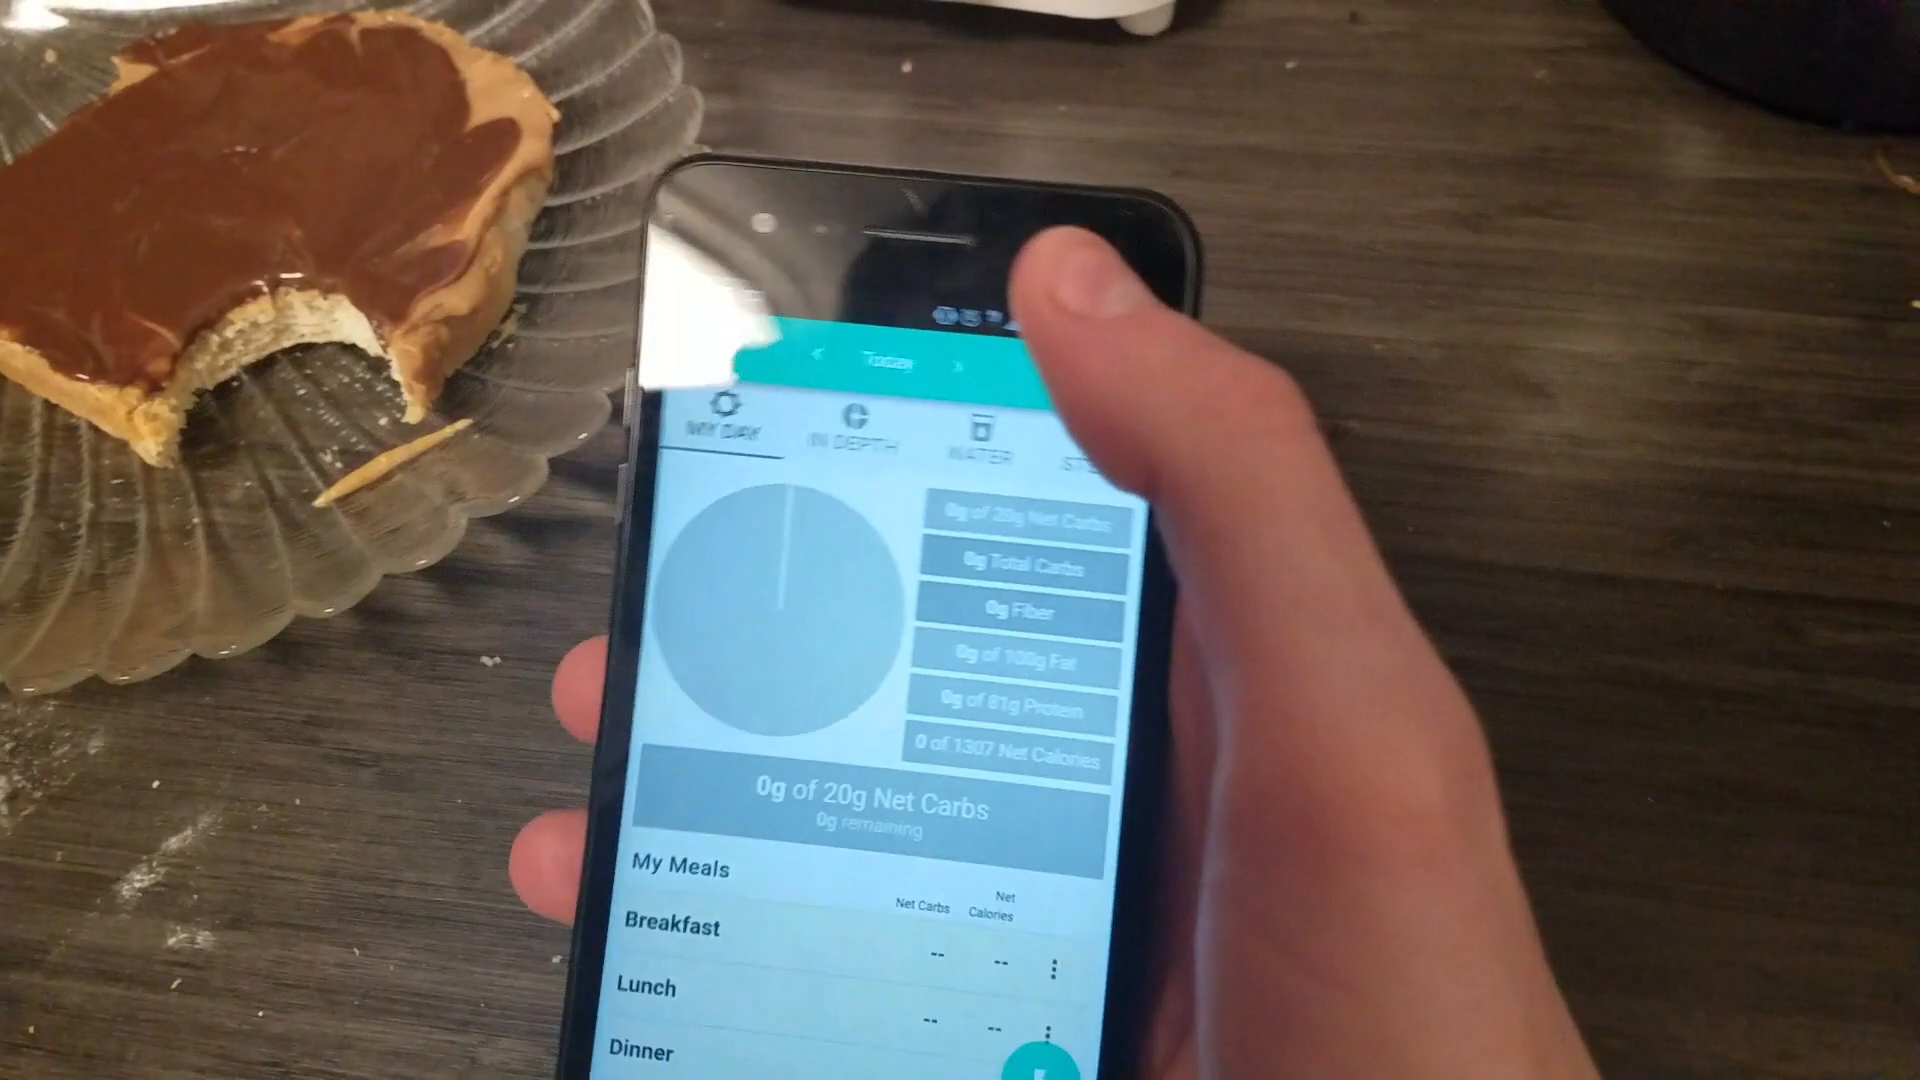 Today
MY DAY
IN DEPTH
WATER
0g of 20g Net Carbs
0g Total Carbs
0g Fiber
0g of 100g Fat
0g of 81g Protein
0 of 1307 Net Calories
0g of 20g Net Carbs
0g remaining
My Meals
Net Carbs
Net Calories
Breakfast
-- --
Lunch
-- --
Dinner